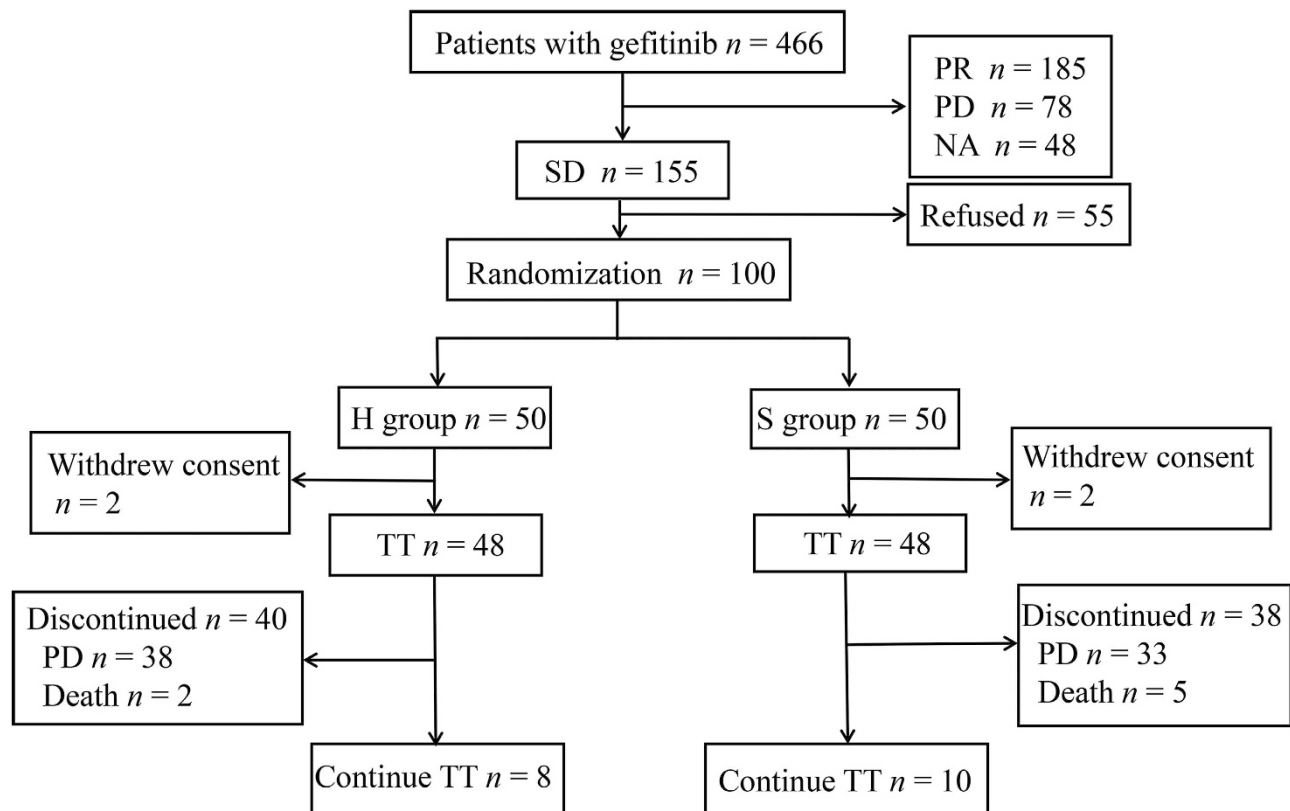 Patients with gefitinib n = 466
PR n = 185
PD n = 78
NA n = 48
SD n = 155
Refused n = 55
Randomization n = 100
H group n = 50
S group n = 50
Withdrew consent
n = 2
Withdrew consent
n = 2
TT n = 48
TT n = 48
Discontinued n = 40
PD n = 38
Death n = 2
Discontinued n = 38
PD n = 33
Death n = 5
Continue TT n = 8
Continue TT n = 10